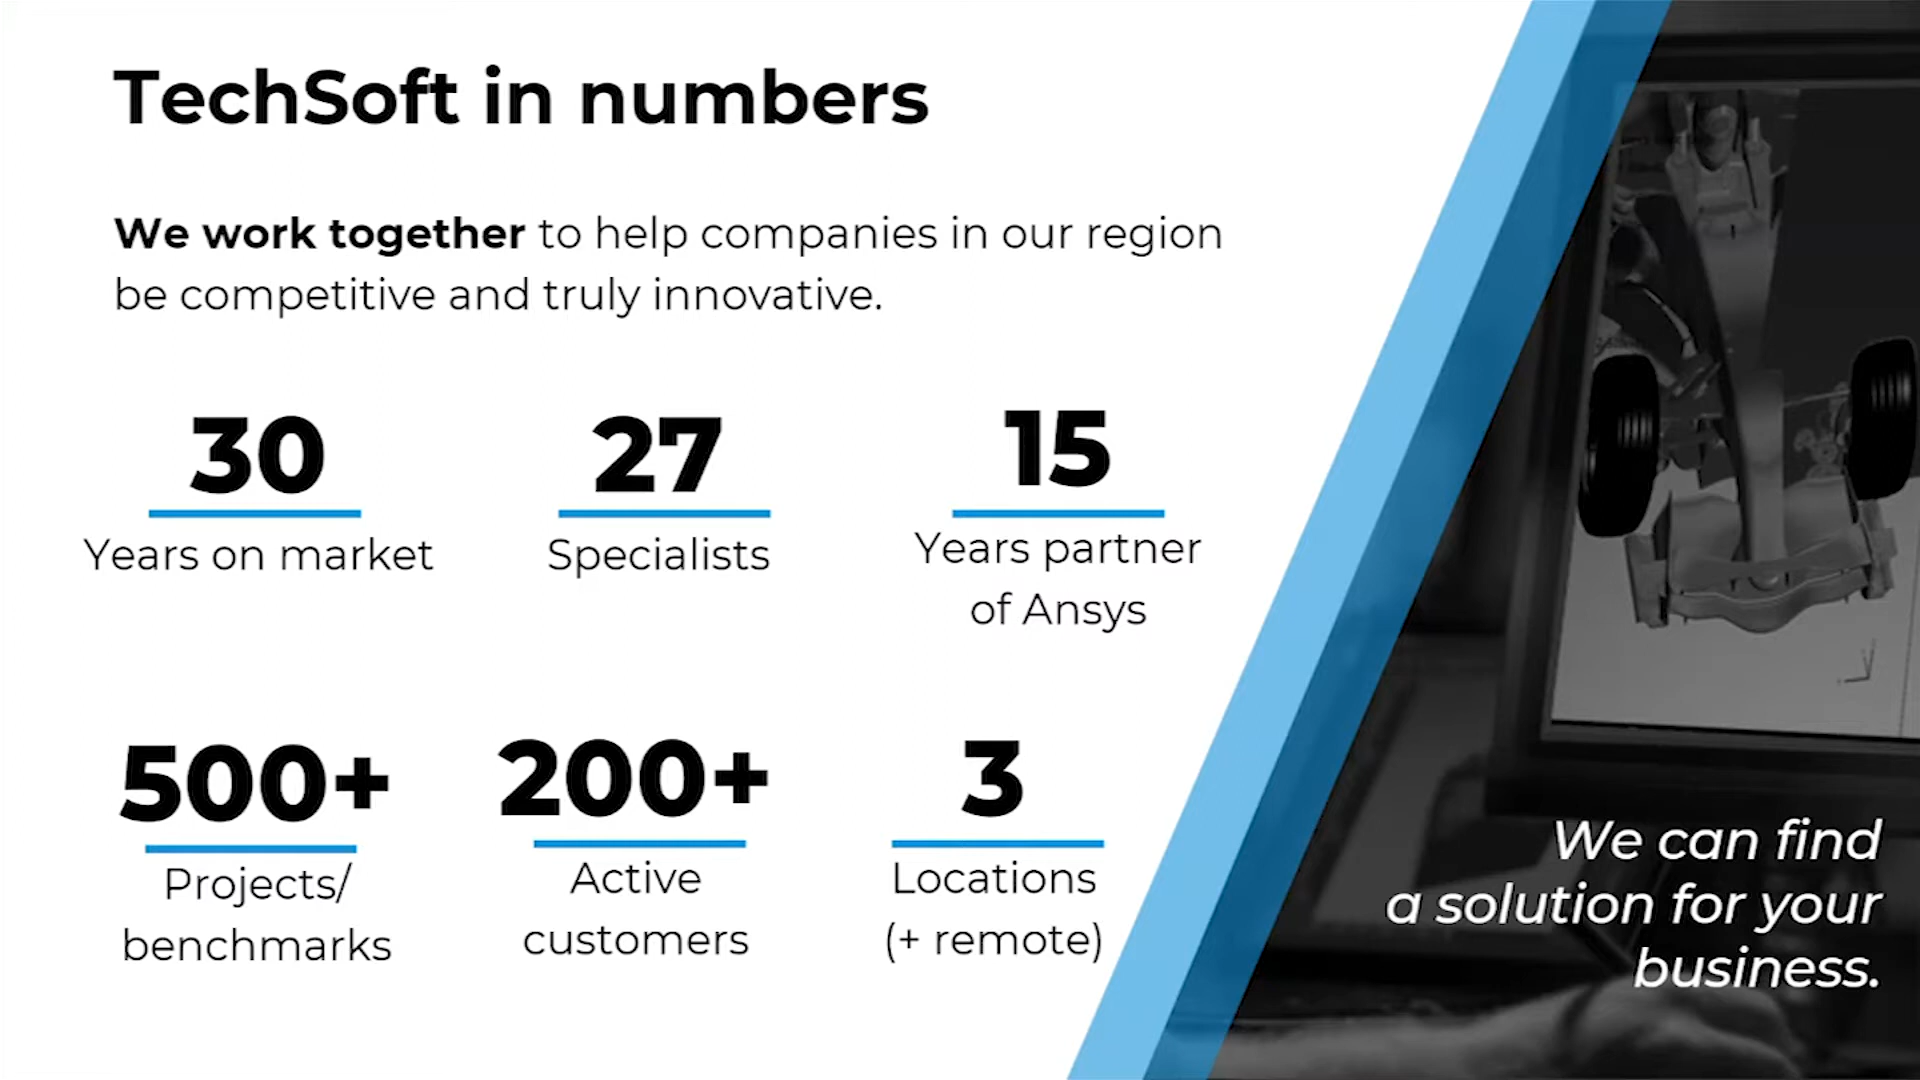 TechSoft in numbers
We work together to help companies in our region
be competitive and truly innovative.
30
Years on market
27
Specialists
15
Years partner
of Ansys
500+
Projects/
benchmarks
200+
Active
customers
3
Locations
(+ remote)
We can find
a solution for your
business.